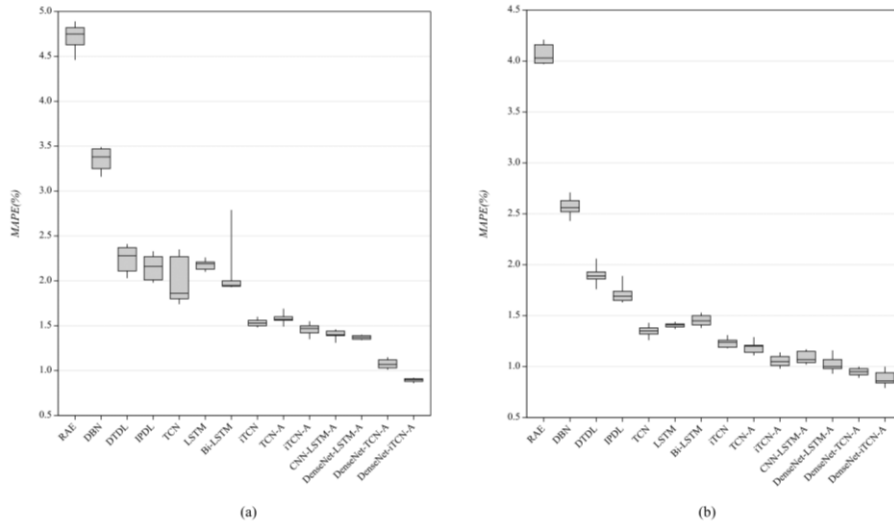 5.0
4.5
4.0
3.5
3.0
2.5
2.0
1.5
1.0
0.5
MAPE(%)
RAE
DBN
DTDL
IPDL
TCN
LSTM
Bi-LSTM
iTCN
TCN-A
iTCN-A
CNN-LSTM-A
DenseNet-LSTM-A
DenseNet-TCN-A
DenseNet-iTCN-A
(a)
4.5
4.0
3.5
3.0
2.5
2.0
1.5
1.0
0.5
MAPE(%)
RAE
DBN
DTDL
IPDL
TCN
LSTM
Bi-LSTM
iTCN
TCN-A
iTCN-A
CNN-LSTM-A
DenseNet-LSTM-A
DenseNet-TCN-A
DenseNet-iTCN-A
(b)